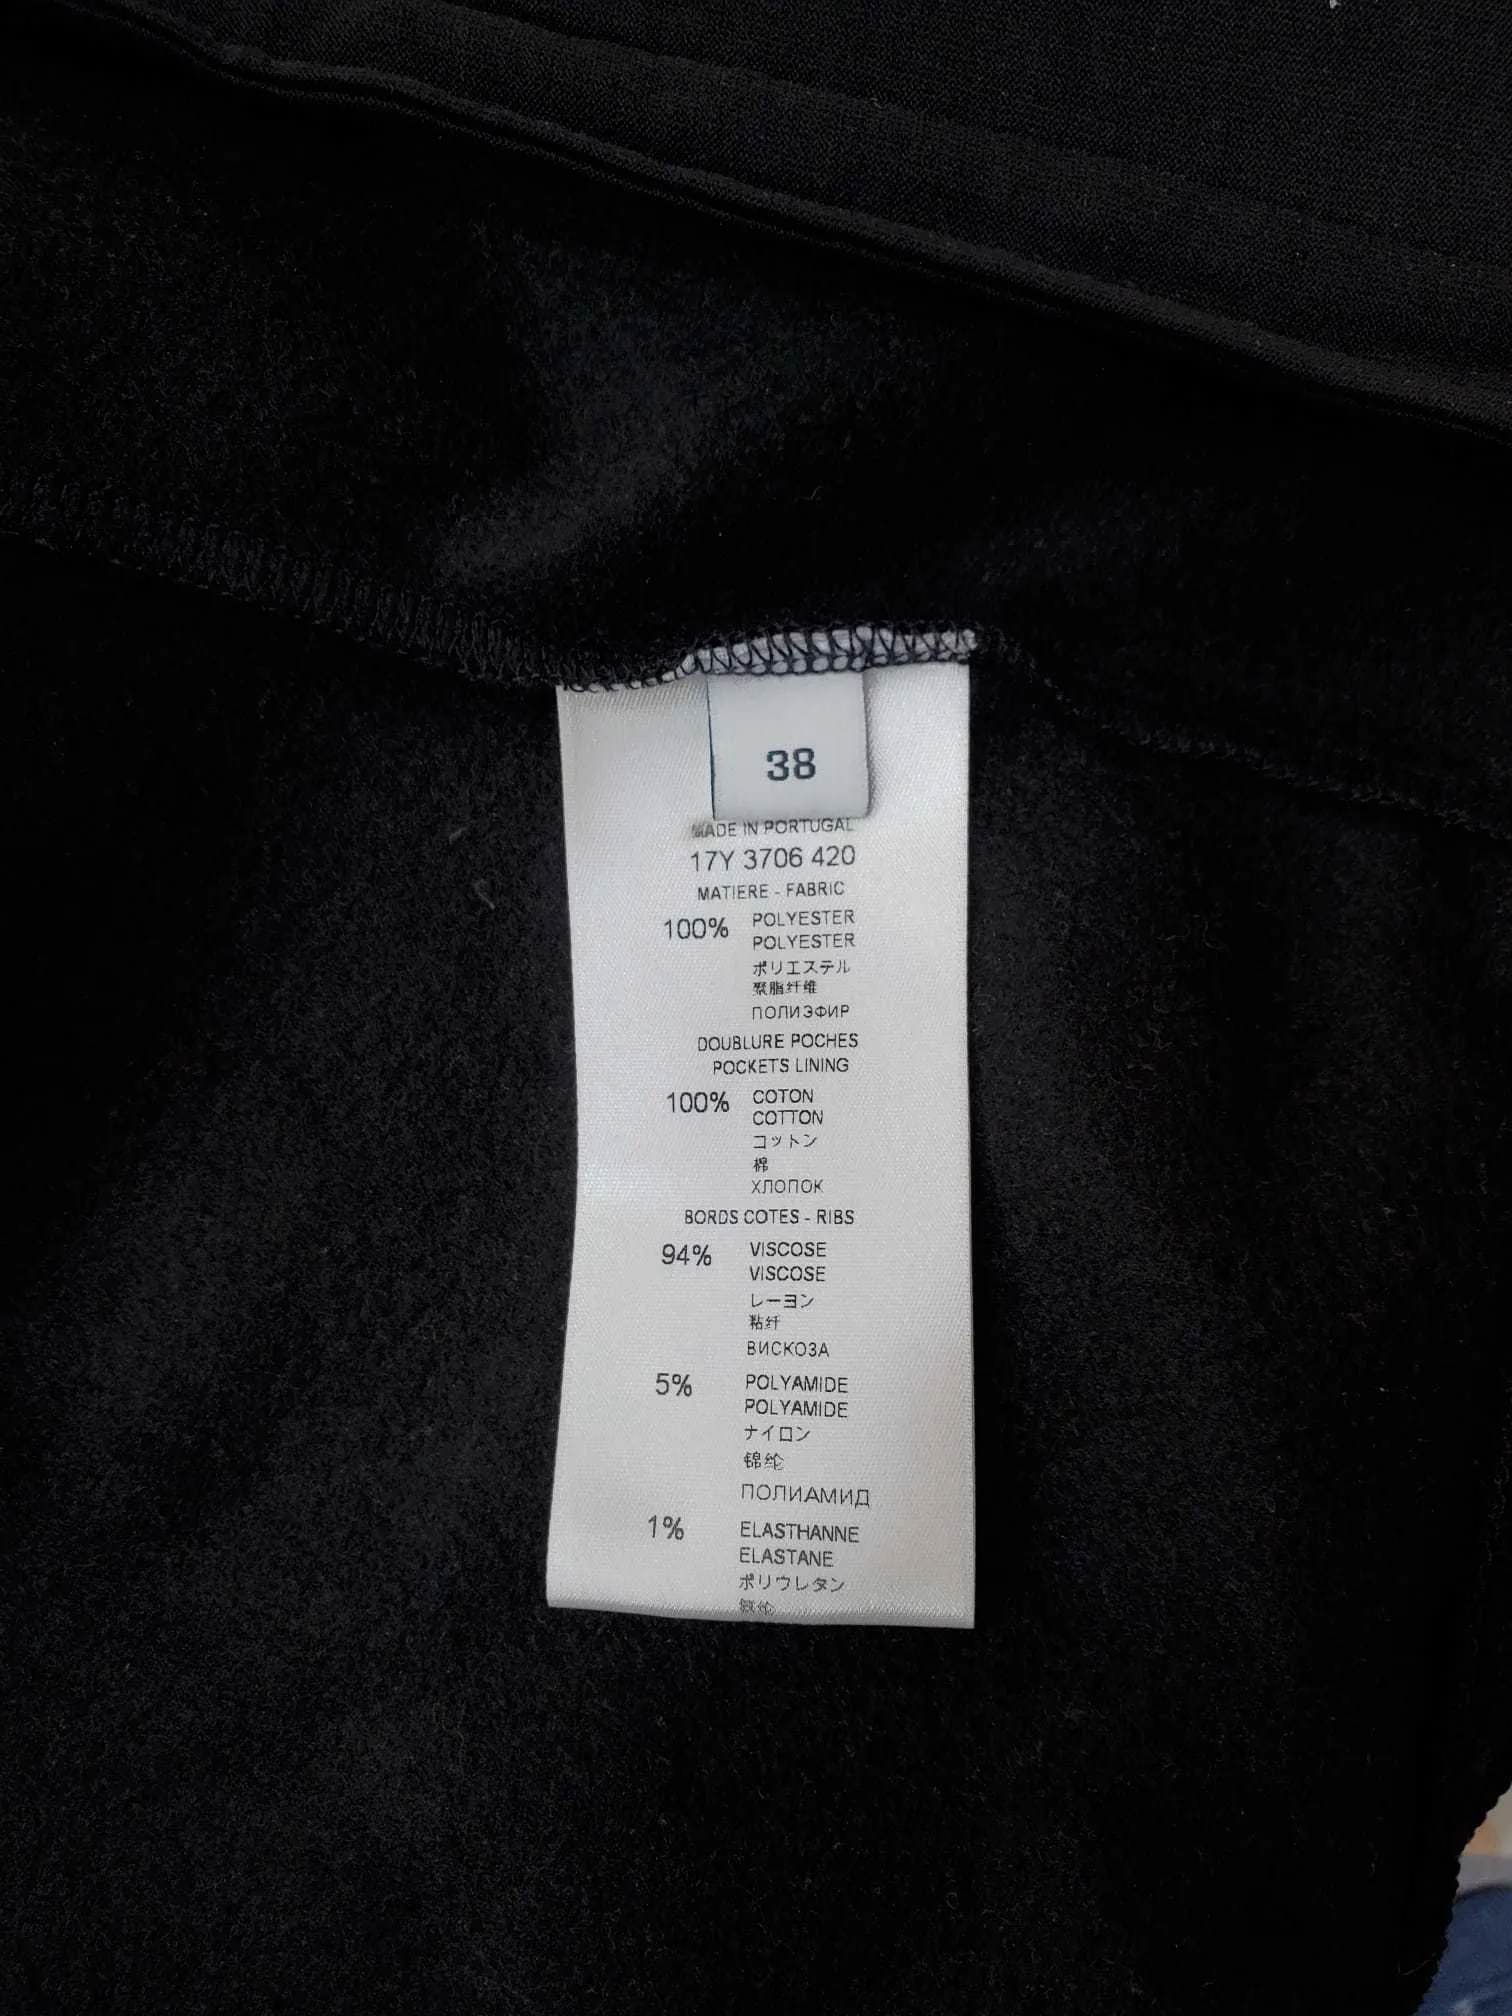 38
MADE IN PORTUGAL
17Y 3706 420
MATIERE - FABRIC
100% POLYESTER
POLYESTER
ポリエステル
聚脂纤维
ПОЛИЭФИР
DOUBLURE POCHES
POCKETS LINING
100% COTON
COTTON
コットン
棉
ХЛОПОК
BORDS COTES - RIBS
94% VISCOSE
VISCOSE
レーヨン
粘纤
ВИСКОЗА
5% POLYAMIDE
POLYAMIDE
ナイロン
锦纶
ПОЛИАМИД
1% ELASTHANNE
ELASTANE
ポリウレタン